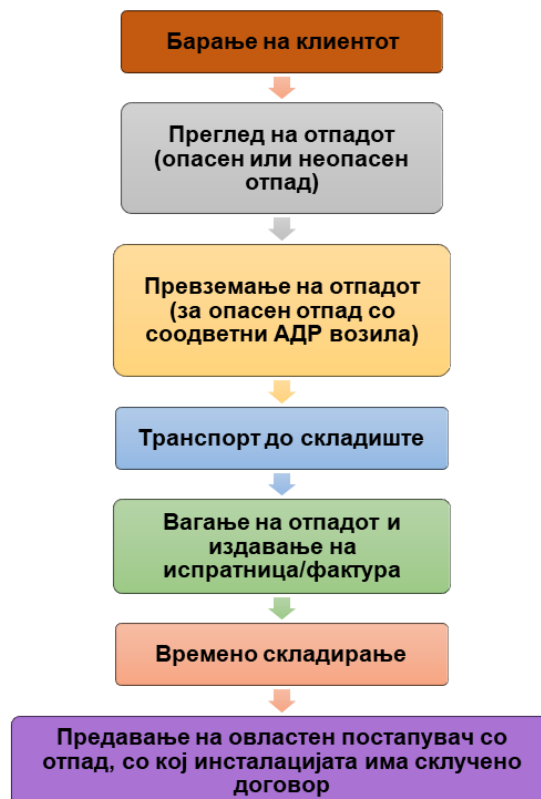 Барање на клиентот
Преглед на отпадот
(опасен или неопасен
отпад)
Превземање на отпадот
(за опасен отпад со
соодветни АДР возила)
Транспорт до складиште
Вагање на отпадот и
издавање на
испратница/фактура
Времено складирање
Предавање на овластен постапувач со
отпад, со кој инсталацијата има склучено
договор